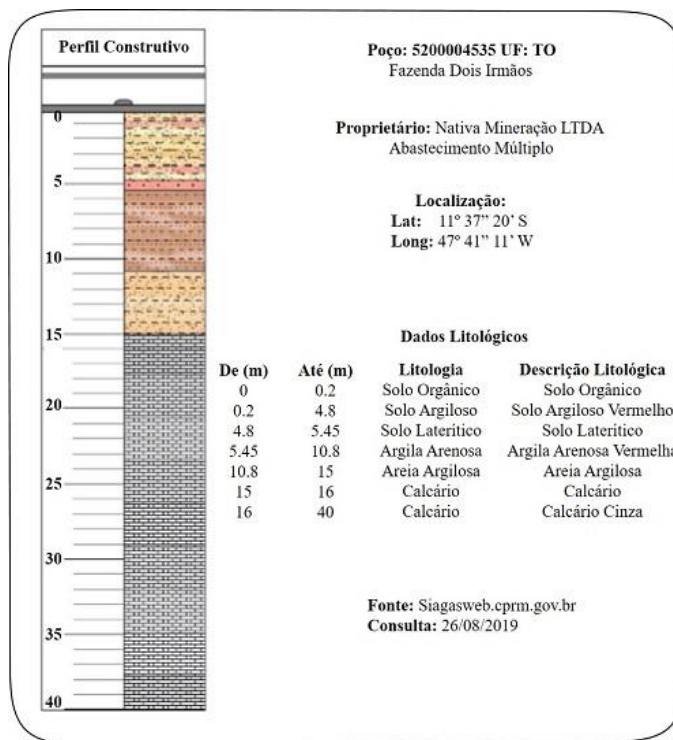 Perfil Construtivo
0
5
10
15
20
25
30
35
40
Poço: 5200004535 UF: TO
Fazenda Dois Irmãos
Proprietário: Nativa Mineração LTDA
Abastecimento Múltiplo
Localização:
Lat: 11º 37” 20’ S
Long: 47º 41” 11’ W
Dados Litológicos
De (m) Até (m) Litologia Descrição Litológica
0 0.2 Solo Orgânico Solo Orgânico
0.2 4.8 Solo Argiloso Solo Argiloso Vermelho
4.8 5.45 Solo Laterítico Solo Laterítico
5.45 10.8 Argila Arenosa Argila Arenosa Vermelha
10.8 15 Areia Argilosa Areia Argilosa
15 16 Calcário Calcário
16 40 Calcário Calcário Cinza
Fonte: Siagasweb.cprm.gov.br
Consulta: 26/08/2019